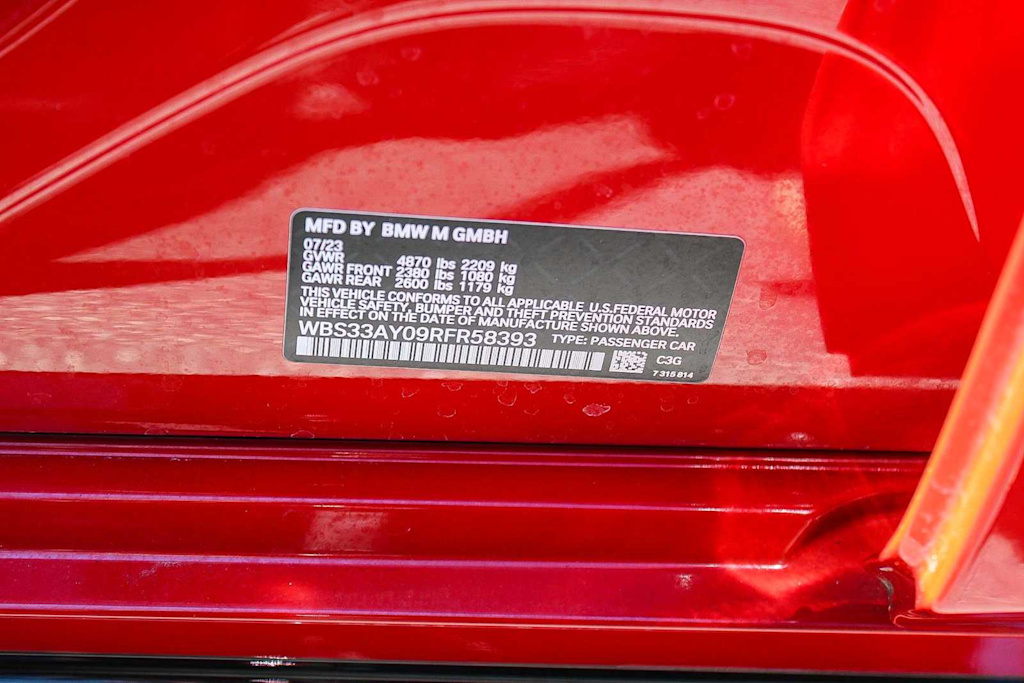 MFD BY BMW M GMBH
07/23
GVWR 4870 lbs 2209 kg
GAWR FRONT 2380 lbs 1080 kg
GAWR REAR 2600 lbs 1179 kg
THIS VEHICLE CONFORMS TO ALL APPLICABLE U.S.FEDERAL MOTOR
VEHICLE SAFETY, BUMPER AND THEFT PREVENTION STANDARDS
IN EFFECT ON THE DATE OF MANUFACTURE SHOWN ABOVE.
WBS33AY09RFR58393 TYPE: PASSENGER CAR
C3G
7 315 814